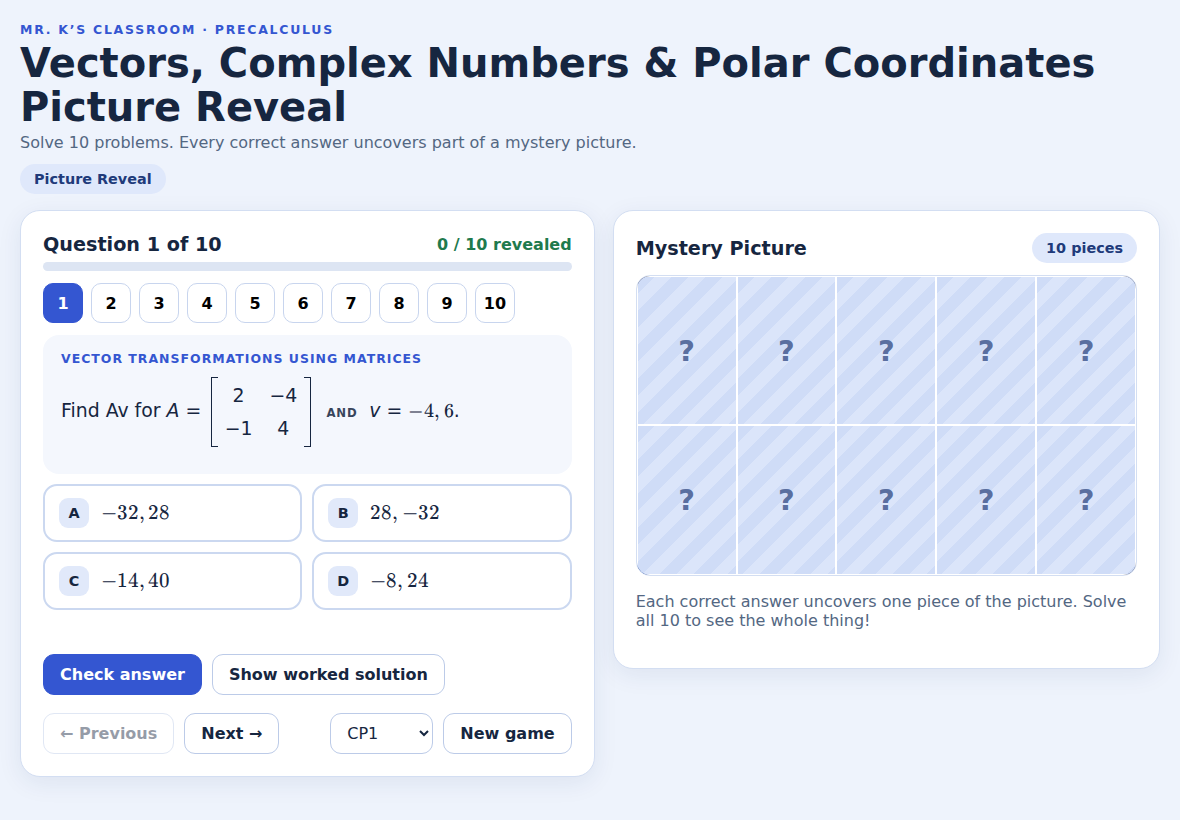 MR. K’S CLASSROOM · PRECALCULUS
Vectors, Complex Numbers & Polar Coordinates
Picture Reveal
Solve 10 problems. Every correct answer uncovers part of a mystery picture.
Picture Reveal
Question 1 of 10
0 / 10 revealed
1 2 3 4 5 6 7 8 9 10
VECTOR TRANSFORMATIONS USING MATRICES
Find Av for A = [2 −4
−1 4] AND v = −4, 6.
A −32, 28
B 28, −32
C −14, 40
D −8, 24
Check answer
Show worked solution
← Previous
Next →
CP1
New game
Mystery Picture
10 pieces
? ? ? ? ?
? ? ? ? ?
Each correct answer uncovers one piece of the picture. Solve
all 10 to see the whole thing!